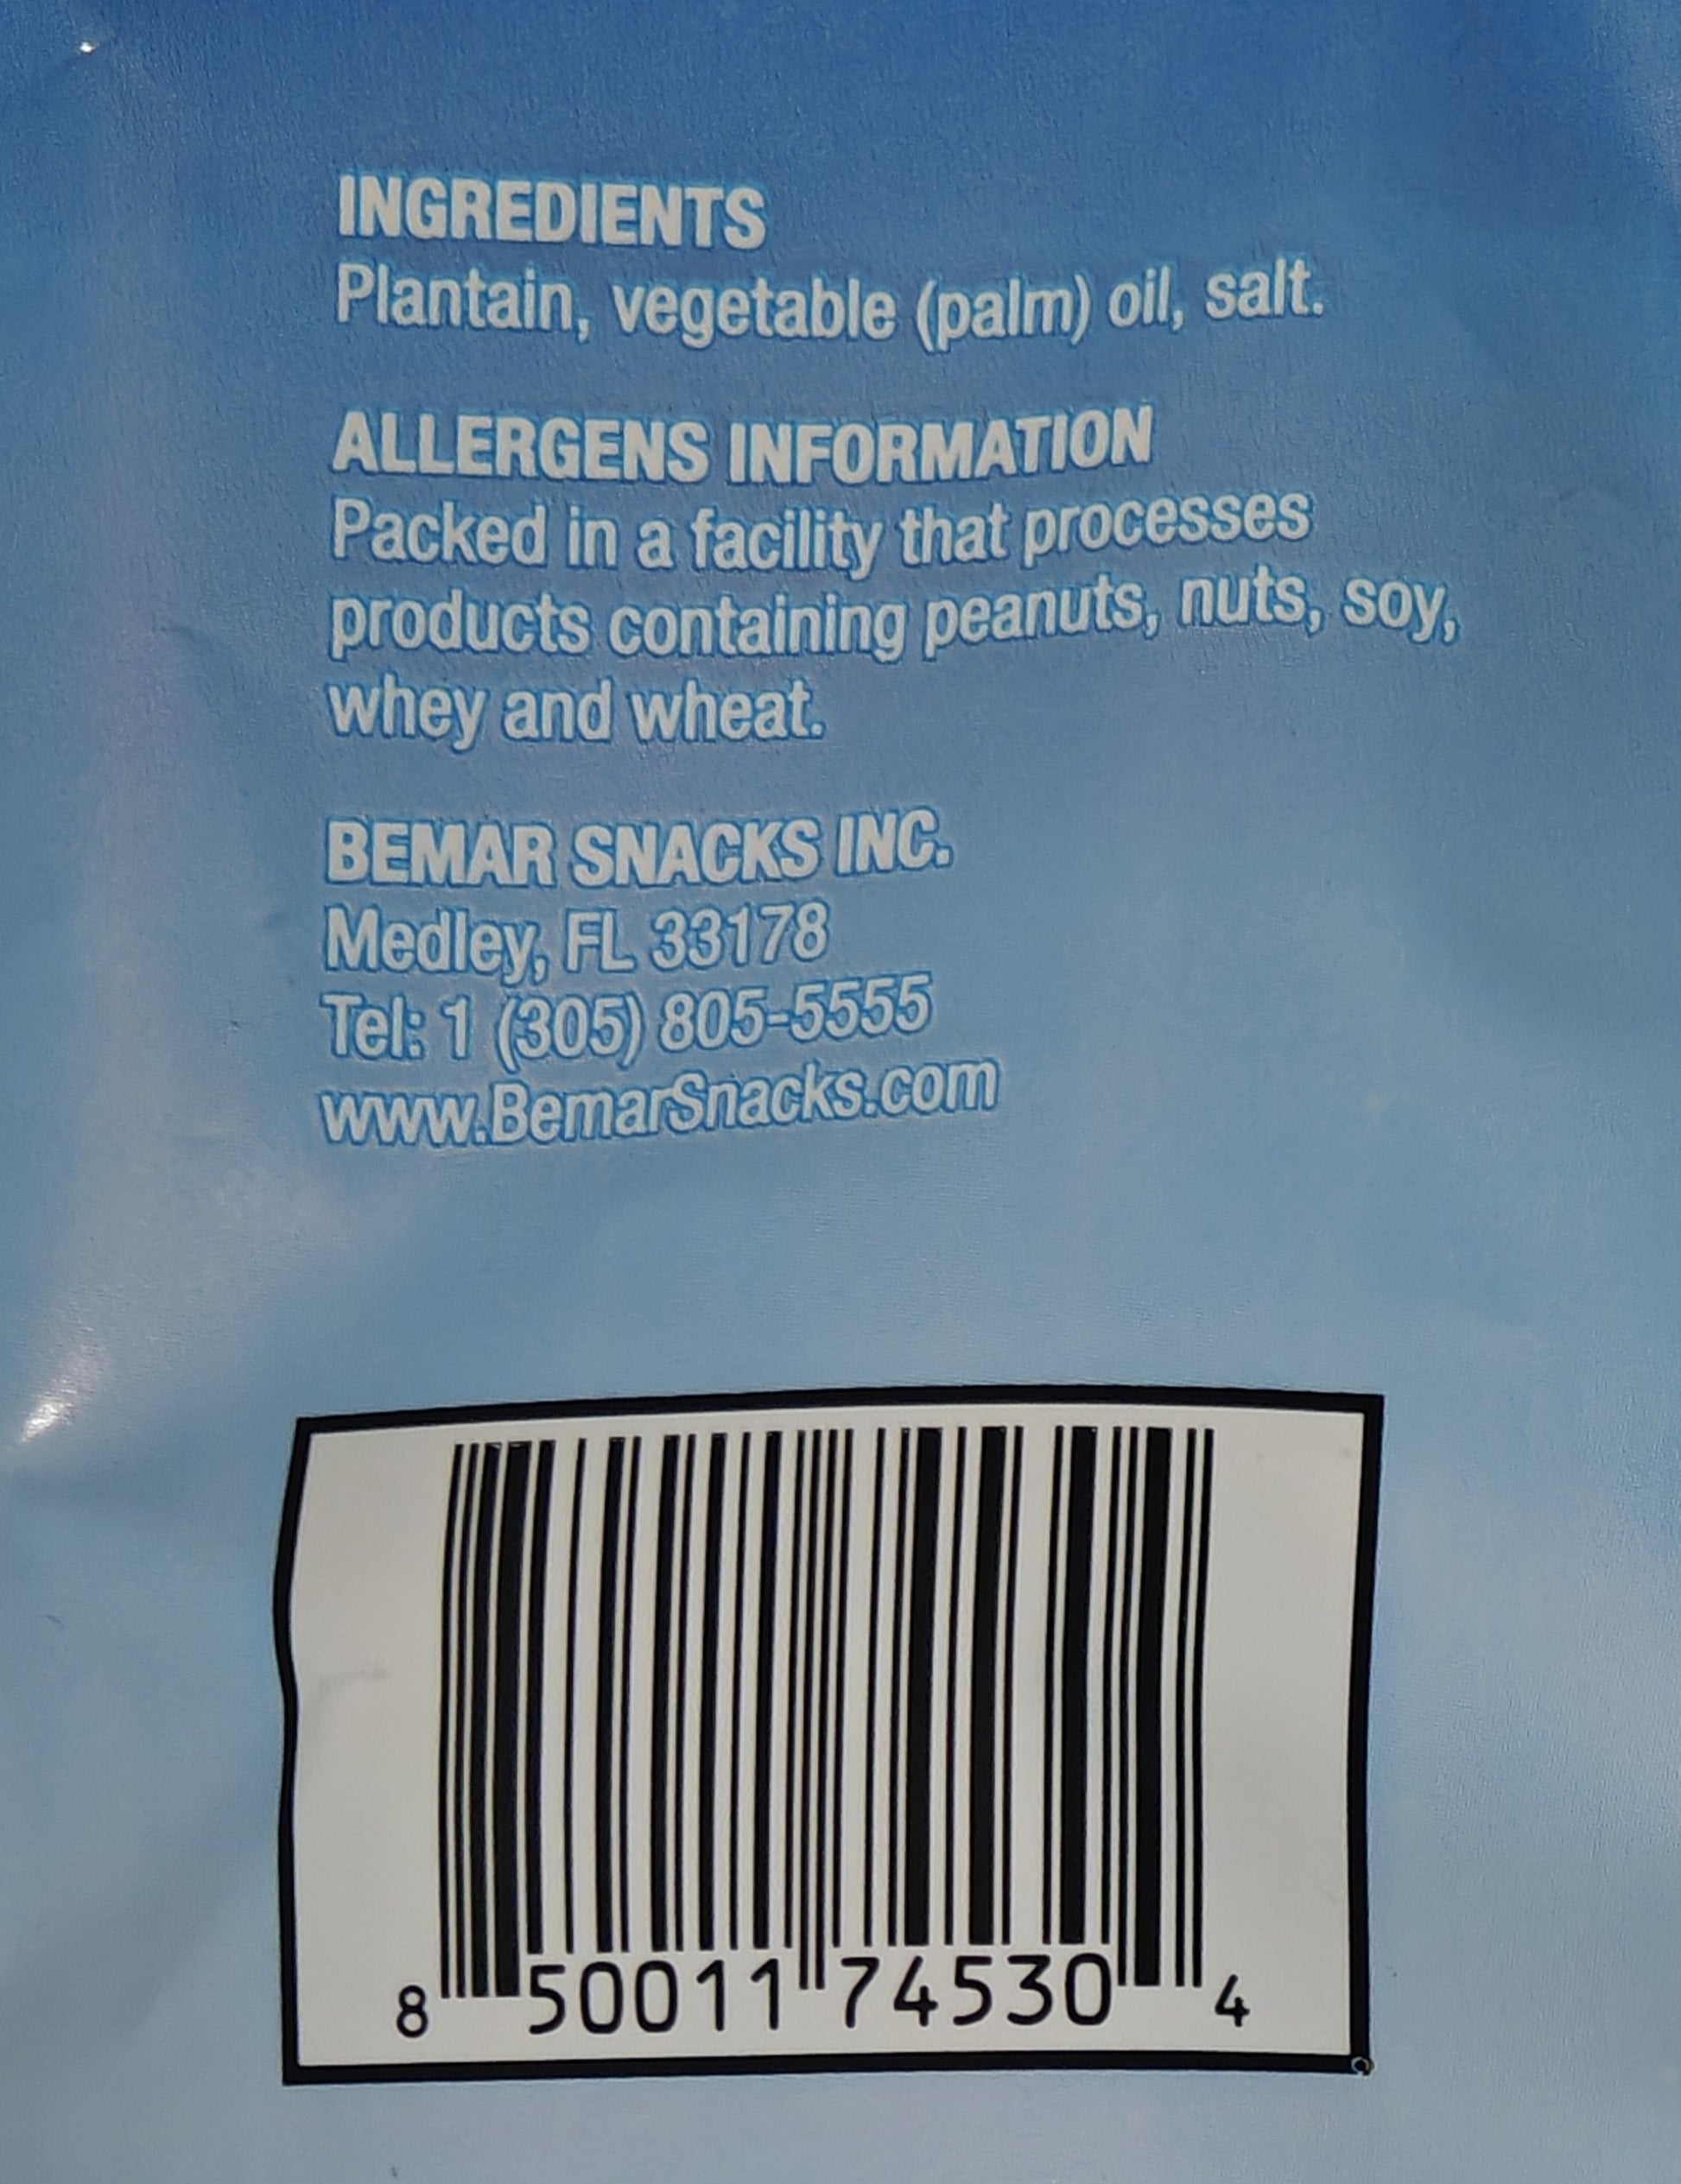 INGREDIENTS
Plantain, vegetable (palm) oil, salt.
ALLERGENS INFORMATION
Packed in a facility that processes
products containing peanuts, nuts, soy,
whey and wheat.
BEMAR SNACKS INC.
Medley, FL 33178
Tel: 1 (305) 805-5555
www.BemarSnacks.com
8 50011 74530 4